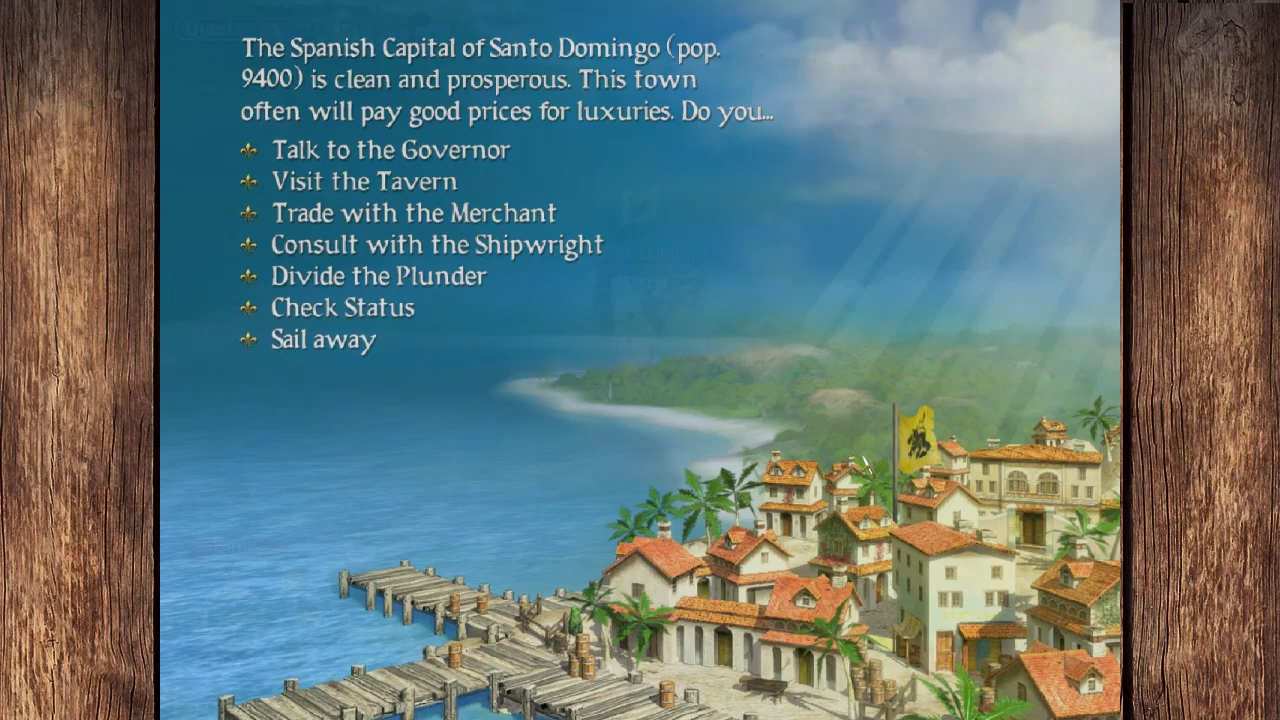 The Spanish Capital of Santo Domingo (pop.
9400) is clean and prosperous. This town
often will pay good prices for luxuries. Do you...
Talk to the Governor
Visit the Tavern
Trade with the Merchant
Consult with the Shipwright
Divide the Plunder
Check Status
Sail away